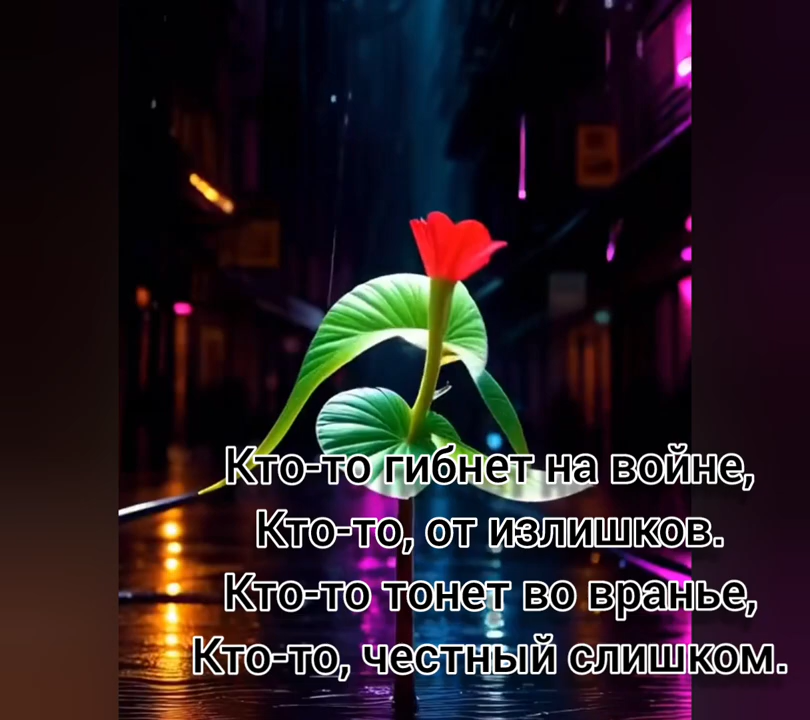 Кто-то гибнет на войне,
Кто-то, от излишков.
Кто-то тонет во вранье,
Кто-то, честный слишком.